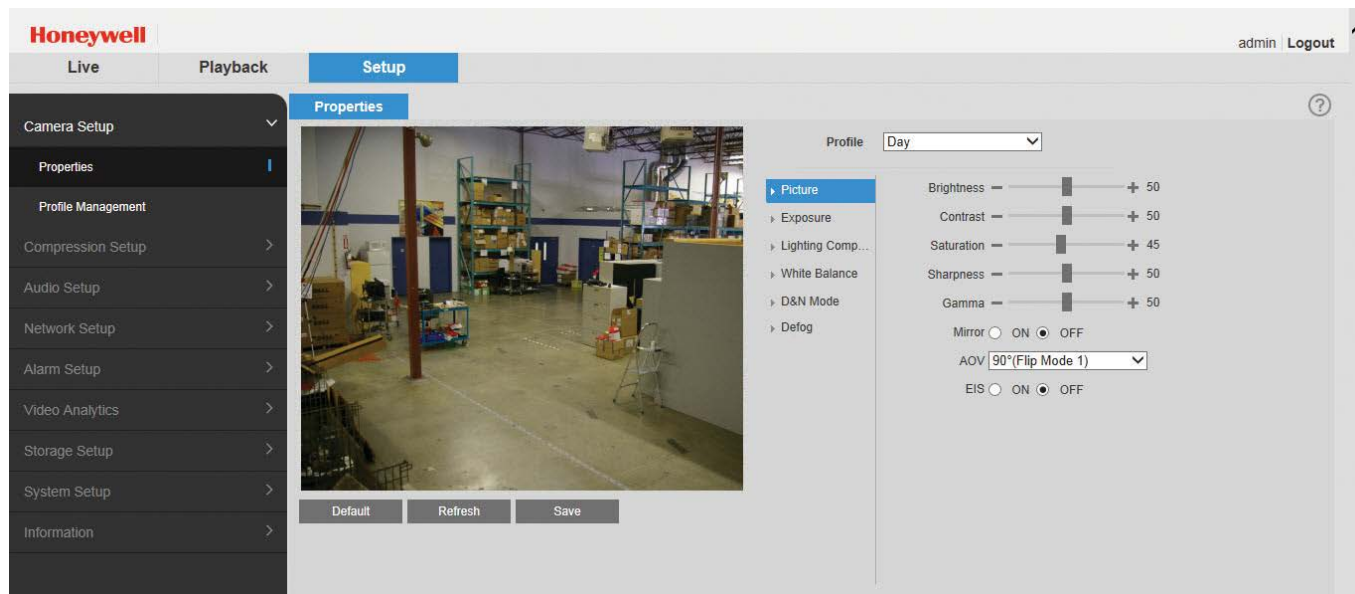 Honeywell
admin Logout
Live Playback Setup
Camera Setup
Properties
Profile Management
Compression Setup
Audio Setup
Network Setup
Alarm Setup
Video Analytics
Storage Setup
System Setup
Information
Properties
Default Refresh Save
Profile Day
Picture
Exposure
Lighting Comp...
White Balance
D&N Mode
Defog
Brightness 50
Contrast 50
Saturation 45
Sharpness 50
Gamma 50
Mirror ON OFF
AOV 90°(Flip Mode 1)
EIS ON OFF